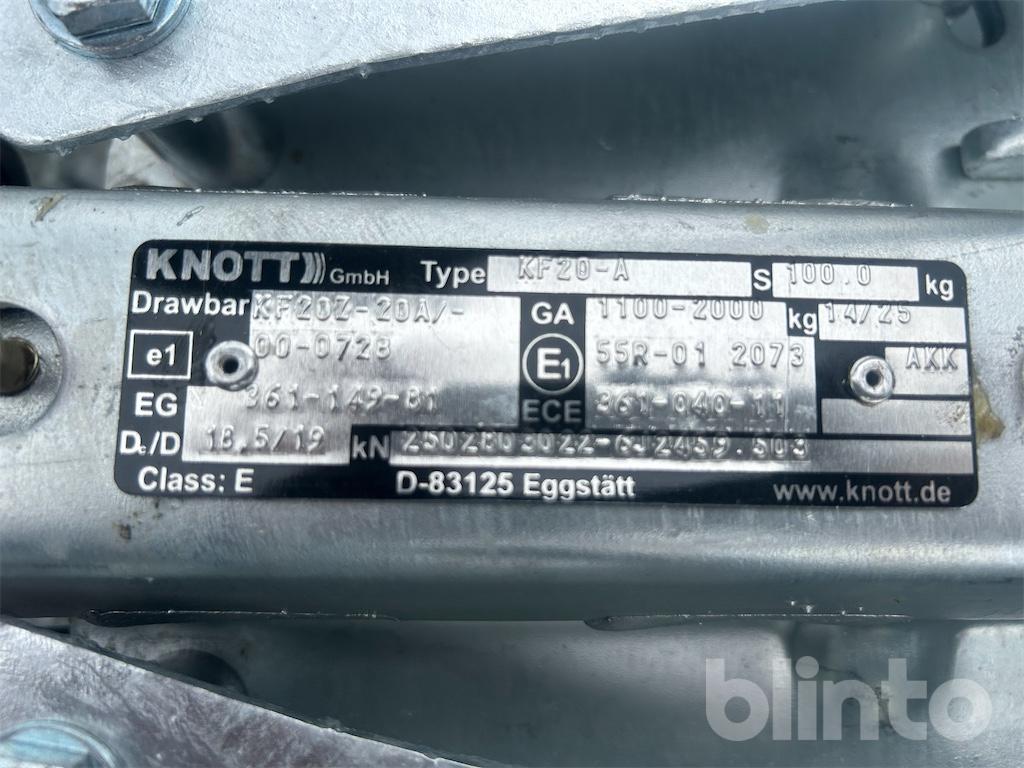 KNOTT GmbH Type KF20-A S 100.0 kg
Drawbar KF20Z-20A/- GA 1100-2000 kg 14/25
e1 00-0728 E1 55R-01 2073 AKK
EG 361-149-81 ECE 361-040-11
Dc/D 18,5/19 kN
Class: E D-83125 Eggstätt www.knott.de
blinto